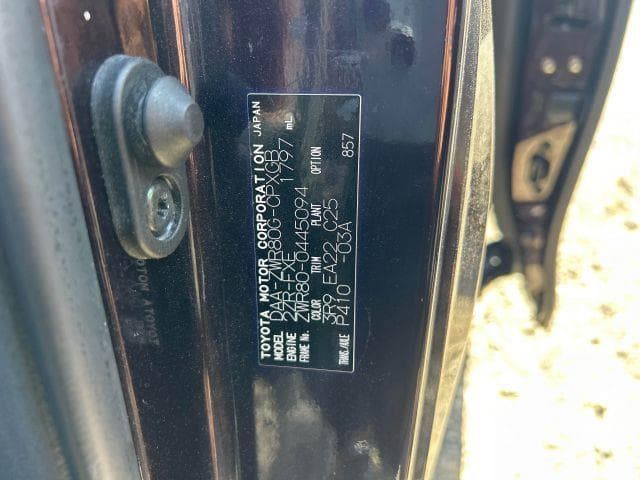 TOYOTA MOTOR CORPORATION JAPAN
MODEL DAA-ZWR80G-CPXGB
ENGINE 2ZR-FXE 1797 mL
FRAME No. ZWR80-0445094
COLOR TRIM PLANT OPTION
3R9 EA22 C25 857
TRANS./AXLE P410 -03A